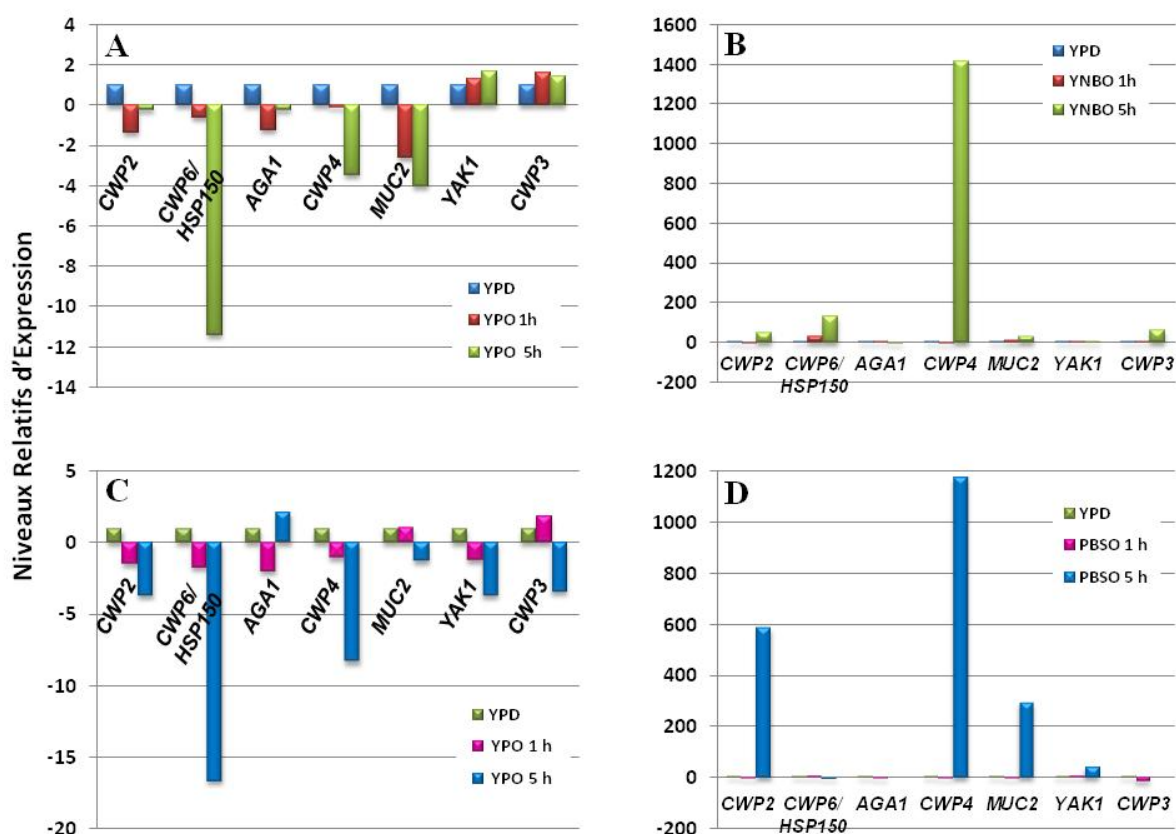 Niveaux Relatifs d'Expression
A
4
2
0
-2
-4
-6
-8
-10
-12
-14
CWP2
CWP6/
HSP150
AGA1
CWP4
MUC2
YAK1
CWP3
YPD
YPO 1h
YPO 5h
B
1600
1400
1200
1000
800
600
400
200
0
-200
YPD
YNBO 1h
YNBO 5h
CWP2 CWP6/ AGA1 CWP4 MUC2 YAK1 CWP3
HSP150
C
5
0
-5
-10
-15
-20
CWP2
CWP6/
HSP150
AGA1
CWP4
MUC2
YAK1
CWP3
YPD
YPO 1 h
YPO 5 h
D
1200
1000
800
600
400
200
0
-200
YPD
PBSO 1 h
PBSO 5 h
CWP2 CWP6/ AGA1 CWP4 MUC2 YAK1 CWP3
HSP150